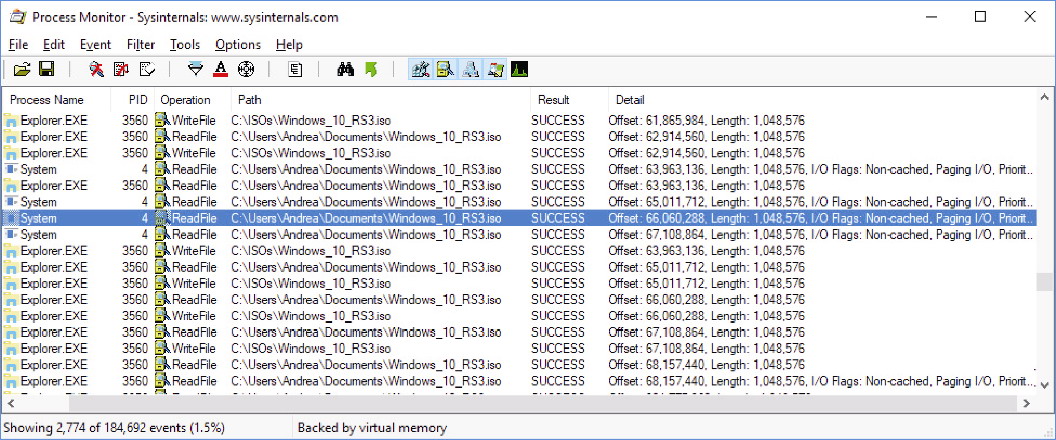 Process Monitor - Sysinternals: www.sysinternals.com
File Edit Event Filter Tools Options Help
Process Name PID Operation Path Result Detail
Explorer.EXE 3560 WriteFile C:\ISOs\Windows_10_RS3.iso SUCCESS Offset: 61,865,984, Length: 1,048,576
Explorer.EXE 3560 ReadFile C:\Users\Andrea\Documents\Windows_10_RS3.iso SUCCESS Offset: 62,914,560, Length: 1,048,576
Explorer.EXE 3560 WriteFile C:\ISOs\Windows_10_RS3.iso SUCCESS Offset: 62,914,560, Length: 1,048,576
System 4 ReadFile C:\Users\Andrea\Documents\Windows_10_RS3.iso SUCCESS Offset: 63,963,136, Length: 1,048,576, I/O Flags: Non-cached, Paging I/O, Priorit...
Explorer.EXE 3560 ReadFile C:\Users\Andrea\Documents\Windows_10_RS3.iso SUCCESS Offset: 63,963,136, Length: 1,048,576
System 4 ReadFile C:\Users\Andrea\Documents\Windows_10_RS3.iso SUCCESS Offset: 65,011,712, Length: 1,048,576, I/O Flags: Non-cached, Paging I/O, Priorit...
System 4 ReadFile C:\Users\Andrea\Documents\Windows_10_RS3.iso SUCCESS Offset: 66,060,288, Length: 1,048,576, I/O Flags: Non-cached, Paging I/O, Priorit...
System 4 ReadFile C:\Users\Andrea\Documents\Windows_10_RS3.iso SUCCESS Offset: 67,108,864, Length: 1,048,576, I/O Flags: Non-cached, Paging I/O, Priorit...
Explorer.EXE 3560 WriteFile C:\ISOs\Windows_10_RS3.iso SUCCESS Offset: 63,963,136, Length: 1,048,576
Explorer.EXE 3560 ReadFile C:\Users\Andrea\Documents\Windows_10_RS3.iso SUCCESS Offset: 65,011,712, Length: 1,048,576
Explorer.EXE 3560 WriteFile C:\ISOs\Windows_10_RS3.iso SUCCESS Offset: 65,011,712, Length: 1,048,576
Explorer.EXE 3560 ReadFile C:\Users\Andrea\Documents\Windows_10_RS3.iso SUCCESS Offset: 66,060,288, Length: 1,048,576
Explorer.EXE 3560 WriteFile C:\ISOs\Windows_10_RS3.iso SUCCESS Offset: 66,060,288, Length: 1,048,576
Explorer.EXE 3560 ReadFile C:\Users\Andrea\Documents\Windows_10_RS3.iso SUCCESS Offset: 67,108,864, Length: 1,048,576
Explorer.EXE 3560 WriteFile C:\ISOs\Windows_10_RS3.iso SUCCESS Offset: 67,108,864, Length: 1,048,576
Explorer.EXE 3560 ReadFile C:\Users\Andrea\Documents\Windows_10_RS3.iso SUCCESS Offset: 68,157,440, Length: 1,048,576
Explorer.EXE 3560 ReadFile C:\Users\Andrea\Documents\Windows_10_RS3.iso SUCCESS Offset: 68,157,440, Length: 1,048,576, I/O Flags: Non-cached, Paging I/O, Priorit...
Showing 2,774 of 184,692 events (1.5%) Backed by virtual memory